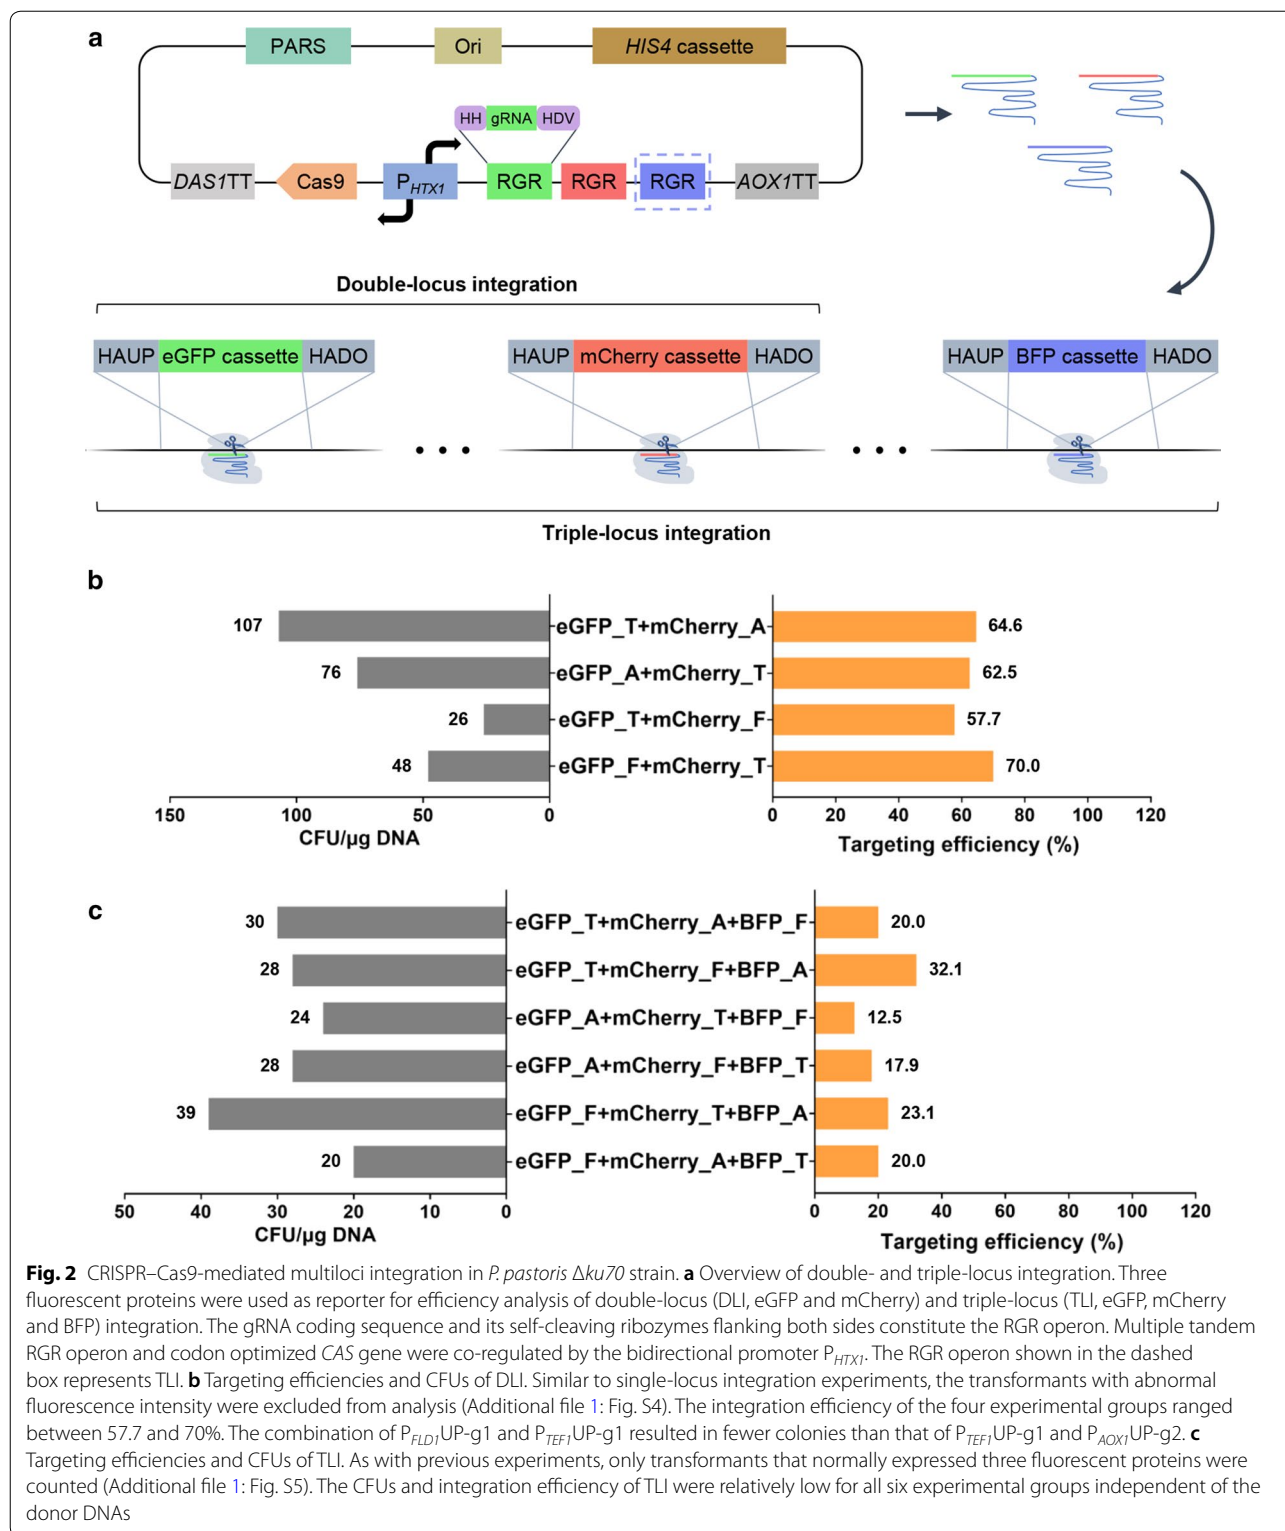 a
PARS
Ori
HIS4 cassette
HH gRNA HDV
DAS1TT
Cas9
PHTX1
RGR
RGR
RGR
AOX1TT
Double-locus integration
HAUP eGFP cassette HADO
HAUP mCherry cassette HADO
HAUP BFP cassette HADO
• • •
• • •
Triple-locus integration
b
107 eGFP_T+mCherry_A 64.6
76 eGFP_A+mCherry_T 62.5
26 eGFP_T+mCherry_F 57.7
48 eGFP_F+mCherry_T 70.0
150 100 50 0 0 20 40 60 80 100 120
CFU/µg DNA Targeting efficiency (%)
c
30 eGFP_T+mCherry_A+BFP_F 20.0
28 eGFP_T+mCherry_F+BFP_A 32.1
24 eGFP_A+mCherry_T+BFP_F 12.5
28 eGFP_A+mCherry_F+BFP_T 17.9
39 eGFP_F+mCherry_T+BFP_A 23.1
20 eGFP_F+mCherry_A+BFP_T 20.0
50 40 30 20 10 0 0 20 40 60 80 100 120
CFU/µg DNA Targeting efficiency (%)
Fig. 2 CRISPR–Cas9-mediated multiloci integration in P. pastoris Δku70 strain. a Overview of double- and triple-locus integration. Three
fluorescent proteins were used as reporter for efficiency analysis of double-locus (DLI, eGFP and mCherry) and triple-locus (TLI, eGFP, mCherry
and BFP) integration. The gRNA coding sequence and its self-cleaving ribozymes flanking both sides constitute the RGR operon. Multiple tandem
RGR operon and codon optimized CAS gene were co-regulated by the bidirectional promoter PHTX1. The RGR operon shown in the dashed
box represents TLI. b Targeting efficiencies and CFUs of DLI. Similar to single-locus integration experiments, the transformants with abnormal
fluorescence intensity were excluded from analysis (Additional file 1: Fig. S4). The integration efficiency of the four experimental groups ranged
between 57.7 and 70%. The combination of PFLD1UP-g1 and PTEF1UP-g1 resulted in fewer colonies than that of PTEF1UP-g1 and PAOX1UP-g2. c
Targeting efficiencies and CFUs of TLI. As with previous experiments, only transformants that normally expressed three fluorescent proteins were
counted (Additional file 1: Fig. S5). The CFUs and integration efficiency of TLI were relatively low for all six experimental groups independent of the
donor DNAs